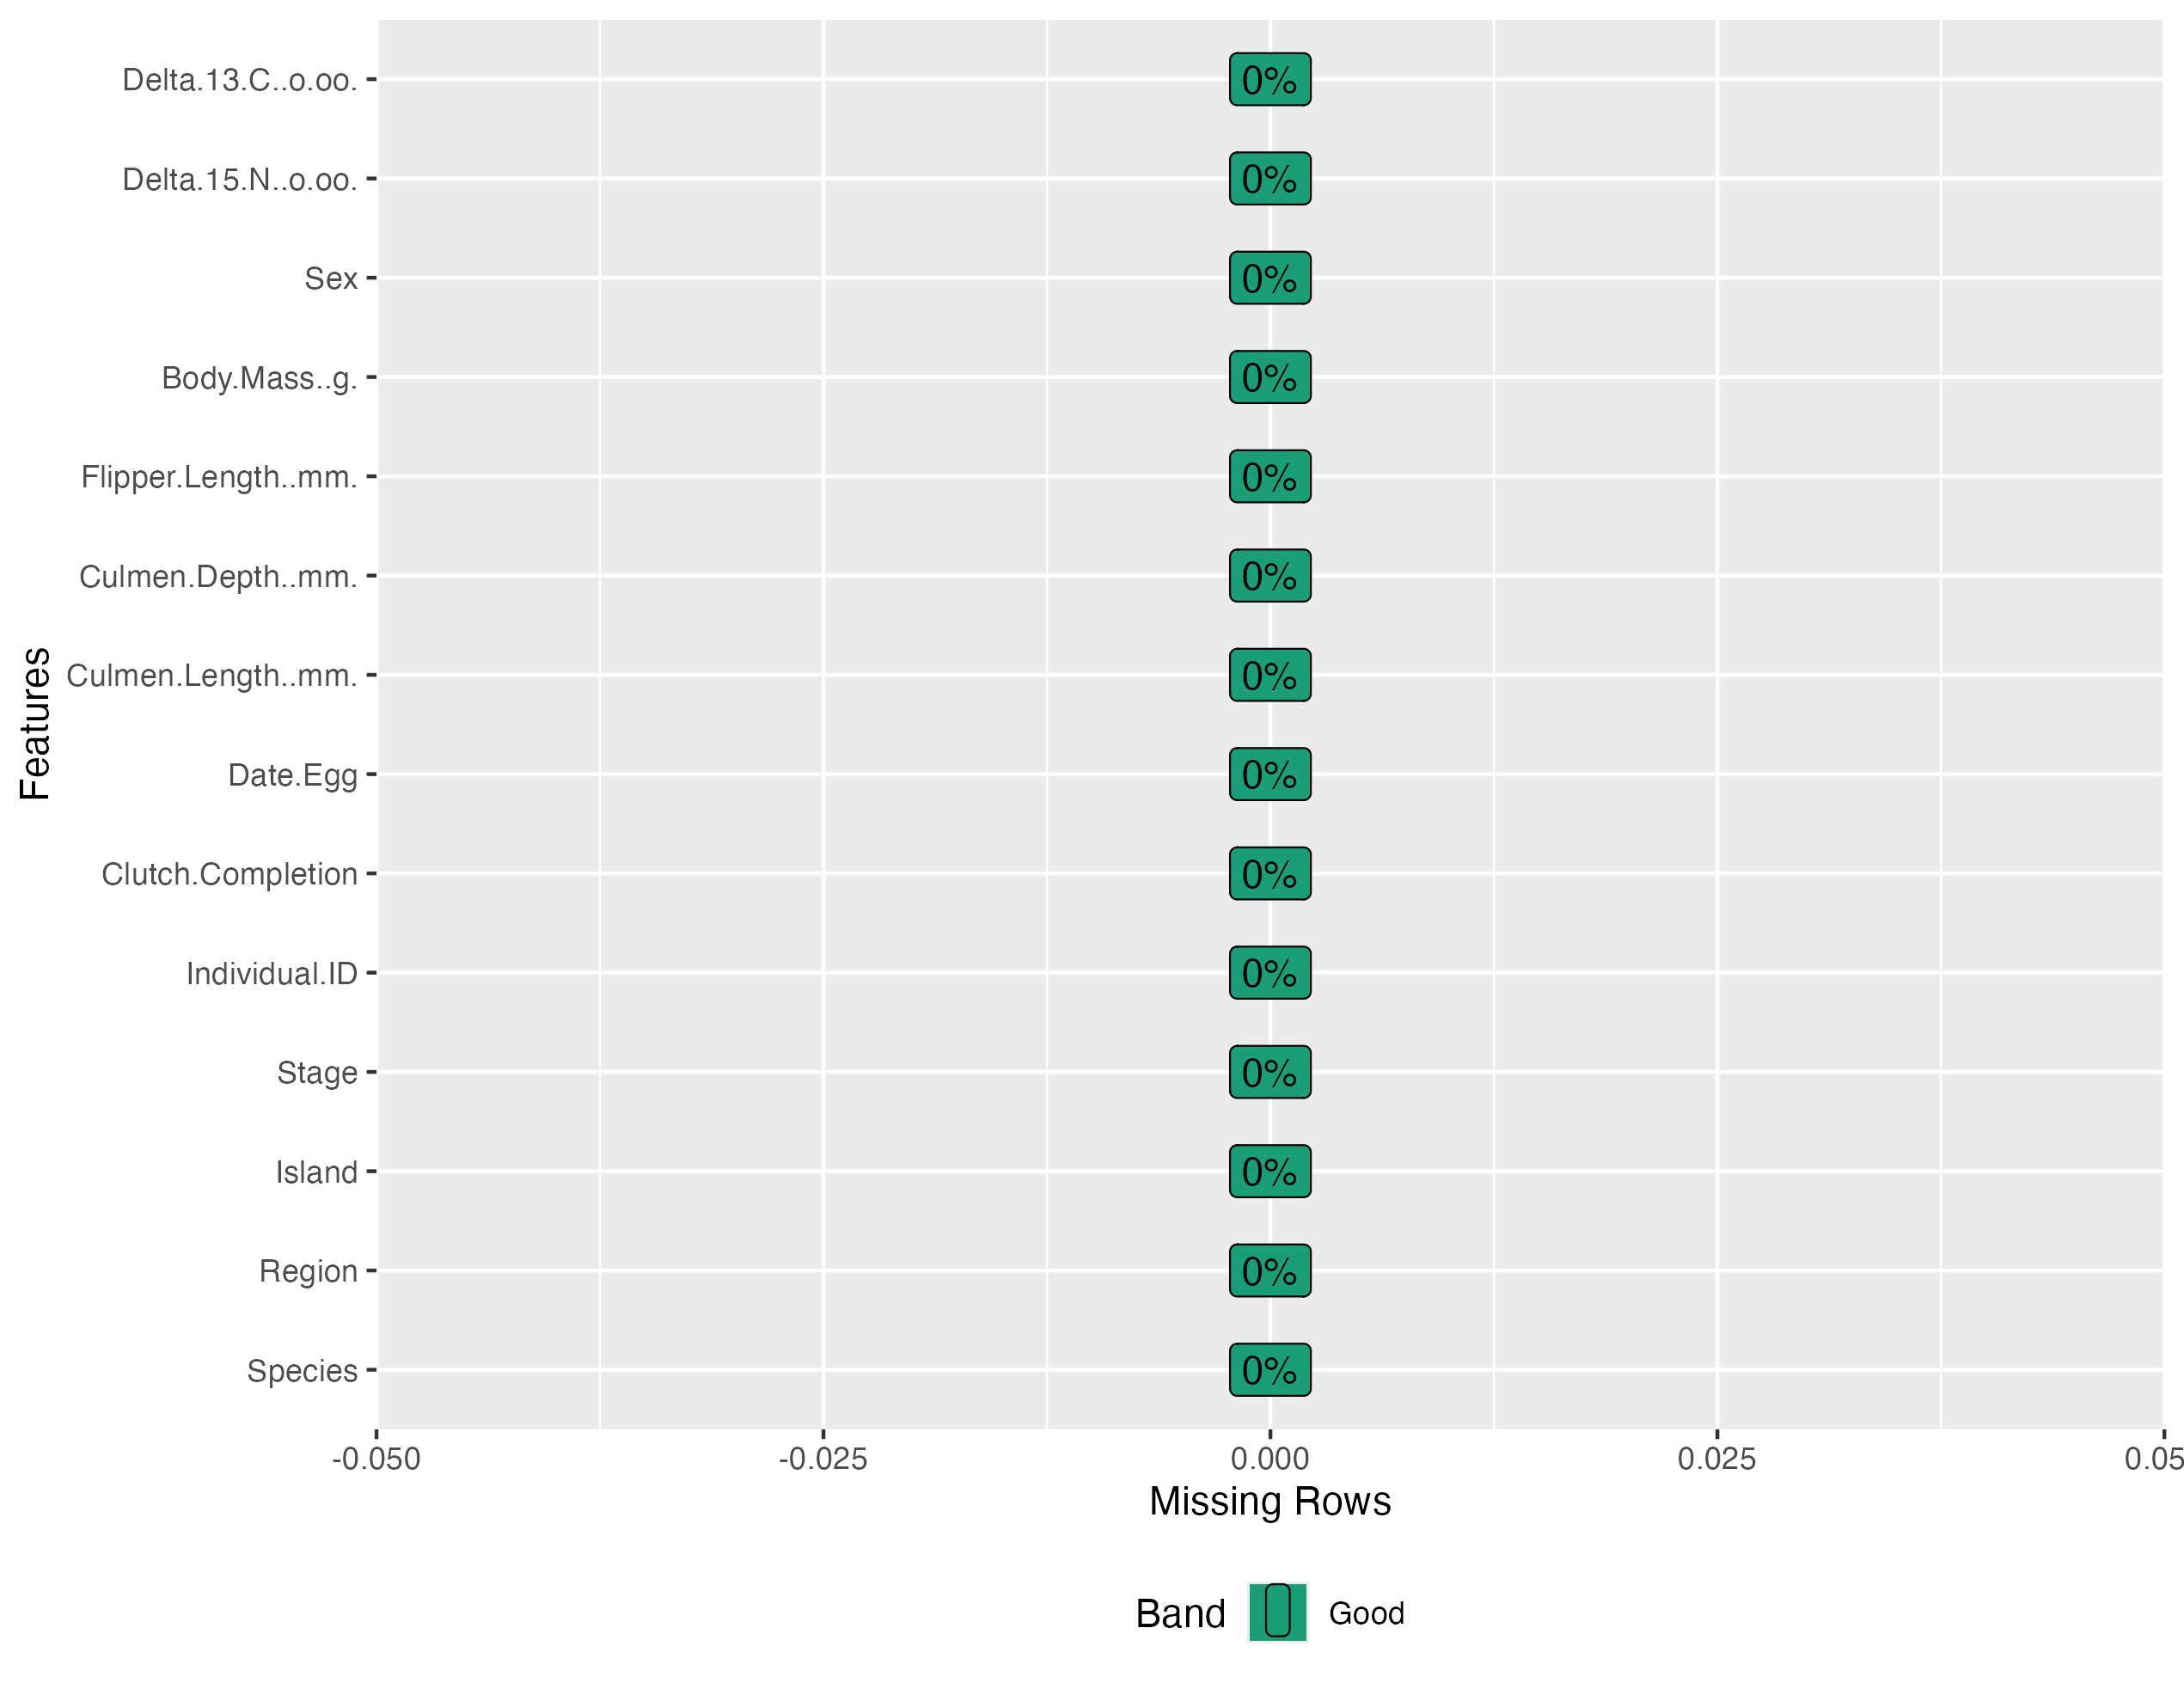 Delta.13.C..o.oo. 0%
Delta.15.N..o.oo. 0%
Sex 0%
Body.Mass..g. 0%
Flipper.Length..mm. 0%
Culmen.Depth..mm. 0%
Culmen.Length..mm. 0%
Date.Egg 0%
Clutch.Completion 0%
Individual.ID 0%
Stage 0%
Island 0%
Region 0%
Species 0%
Features
-0.050 -0.025 0.000 0.025 0.05
Missing Rows
Band Good